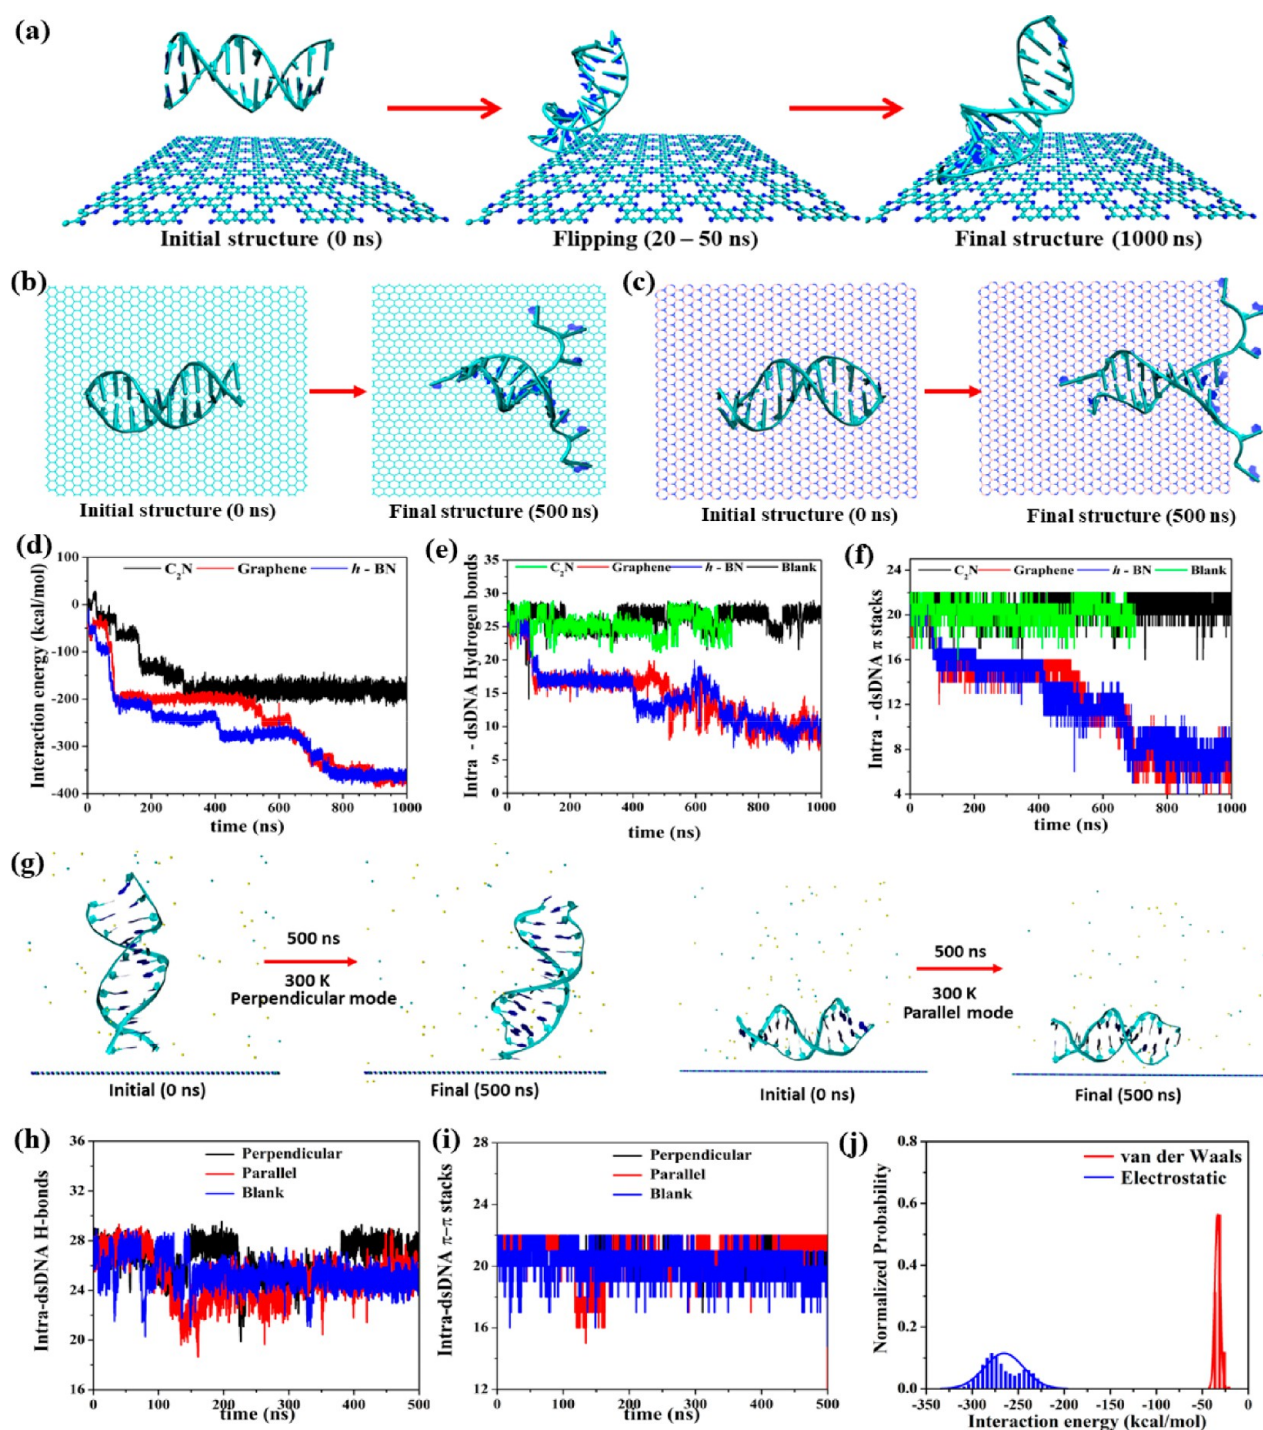 (a)
Initial structure (0 ns)
Flipping (20 – 50 ns)
Final structure (1000 ns)
(b)
Initial structure (0 ns)
Final structure (500 ns)
(c)
Initial structure (0 ns)
Final structure (500 ns)
(d)
C2N Graphene h - BN
Interaction energy (kcal/mol)
100
0
-100
-200
-300
-400
0 200 400 600 800 1000
time (ns)
(e)
C2N Graphene h - BN Blank
Intra - dsDNA Hydrogen bonds
35
30
25
20
15
10
5
0
0 200 400 600 800 1000
time (ns)
(f)
C2N Graphene h - BN Blank
Intra - dsDNA π stacks
24
20
16
12
8
4
0 200 400 600 800 1000
time (ns)
(g)
500 ns
300 K
Perpendicular mode
Initial (0 ns)
Final (500 ns)
500 ns
300 K
Parallel mode
Initial (0 ns)
Final (500 ns)
(h)
Perpendicular
Parallel
Blank
Intra-dsDNA H-bonds
36
32
28
24
20
16
0 100 200 300 400 500
time (ns)
(i)
Perpendicular
Parallel
Blank
Intra-dsDNA π–π stacks
28
24
20
16
12
0 100 200 300 400 500
time (ns)
(j)
van der Waals
Electrostatic
Normalized Probability
0.8
0.6
0.4
0.2
0.0
-350 -300 -250 -200 -150 -100 -50 0
Interaction energy (kcal/mol)